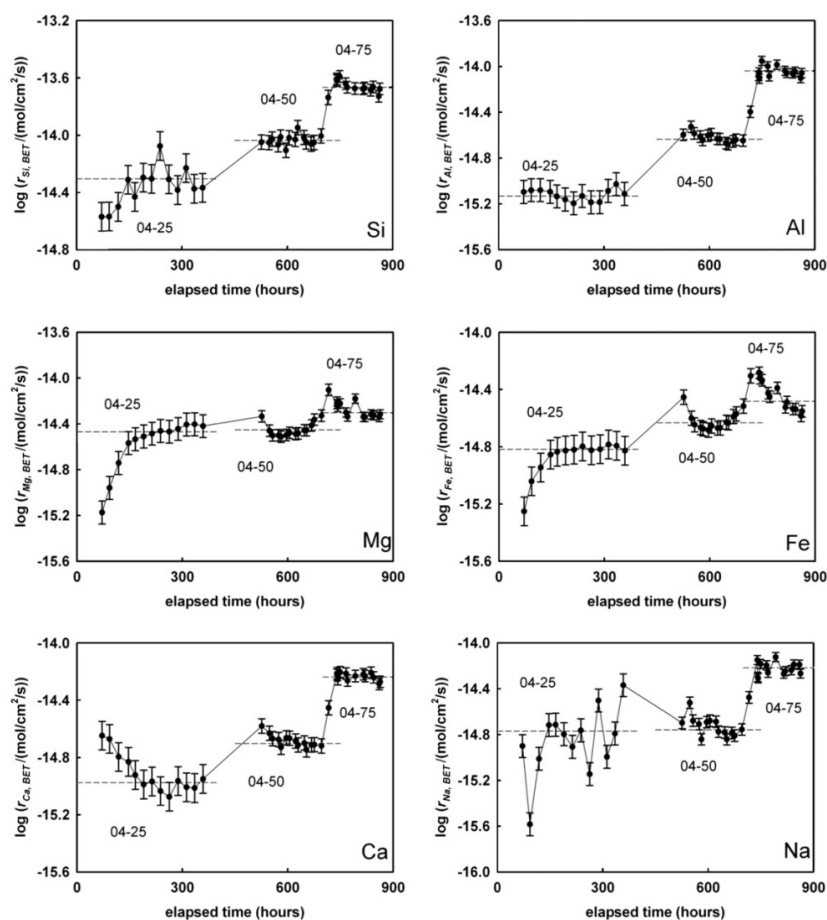 log (rSi, BET /(mol/cm²/s))
-13.2
-13.6
-14.0
-14.4
-14.8
04-25
04-50
04-75
Si
0 300 600 900
elapsed time (hours)
log (rAl, BET /(mol/cm²/s))
-13.6
-14.0
-14.4
-14.8
-15.2
-15.6
04-25
04-50
04-75
Al
0 300 600 900
elapsed time (hours)
log (rMg, BET /(mol/cm²/s))
-13.6
-14.0
-14.4
-14.8
-15.2
-15.6
04-25
04-50
04-75
Mg
0 300 600 900
elapsed time (hours)
log (rFe, BET /(mol/cm²/s))
-14.0
-14.4
-14.8
-15.2
-15.6
04-25
04-50
04-75
Fe
0 300 600 900
elapsed time (hours)
log (rCa, BET /(mol/cm²/s))
-14.0
-14.4
-14.8
-15.2
-15.6
04-25
04-50
04-75
Ca
0 300 600 900
elapsed time (hours)
log (rNa, BET /(mol/cm²/s))
-14.0
-14.4
-14.8
-15.2
-15.6
-16.0
04-25
04-50
04-75
Na
0 300 600 900
elapsed time (hours)